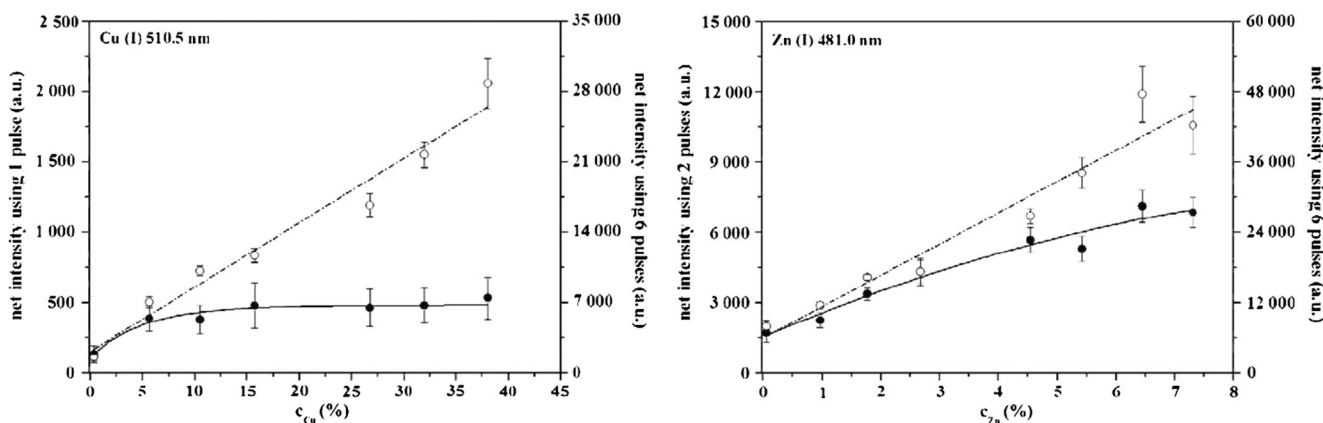 Cu (I) 510.5 nm
net intensity using 1 pulse (a.u.)
2 500
2 000
1 500
1 000
500
0
0 5 10 15 20 25 30 35 40 45
c_Cu (%)
35 000
28 000
21 000
14 000
7 000
0
net intensity using 6 pulses (a.u.)
Zn (I) 481.0 nm
net intensity using 2 pulses (a.u.)
15 000
12 000
9 000
6 000
3 000
0
0 1 2 3 4 5 6 7 8
c_Zn (%)
60 000
48 000
36 000
24 000
12 000
0
net intensity using 6 pulses (a.u.)